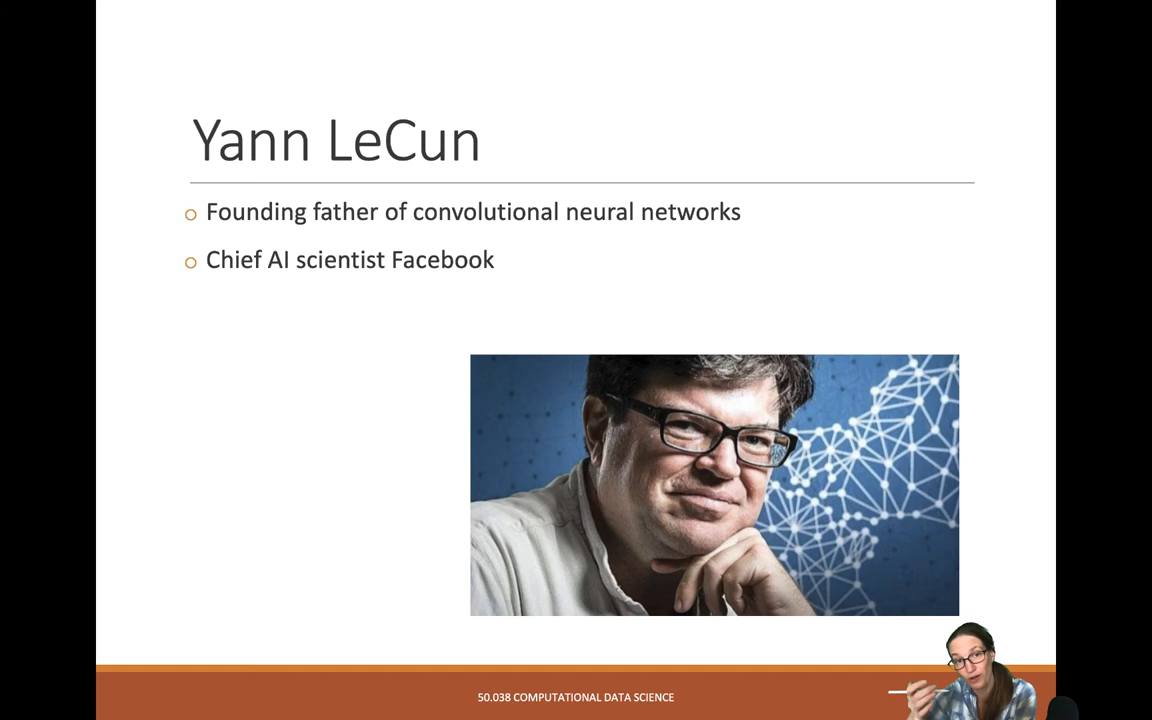 Yann LeCun
Founding father of convolutional neural networks
Chief AI scientist Facebook
50.038 COMPUTATIONAL DATA SCIENCE